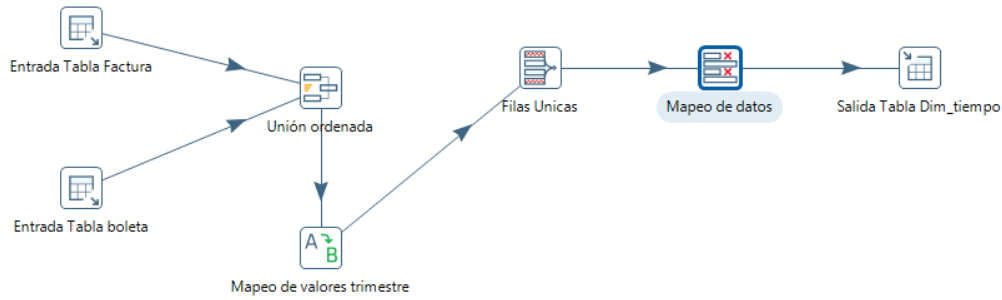 Entrada Tabla Factura
Unión ordenada
Entrada Tabla boleta
A
B
Mapeo de valores trimestre
Filas Unicas
Mapeo de datos
Salida Tabla Dim_tiempo